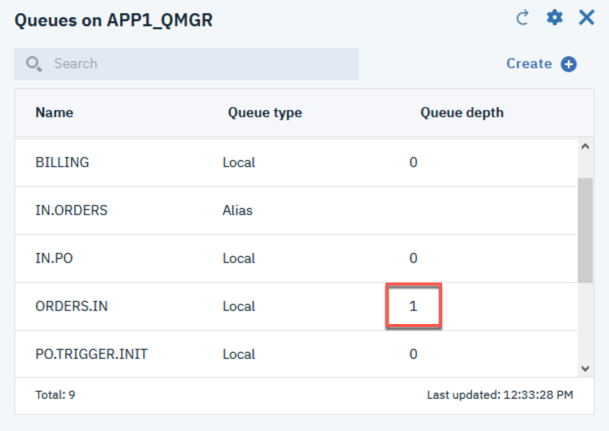 Queues on APP1_QMGR
Search
Create
Name Queue type Queue depth
BILLING Local 0
IN.ORDERS Alias
IN.PO Local 0
ORDERS.IN Local 1
PO.TRIGGER.INIT Local 0
Total: 9 Last updated: 12:33:28 PM